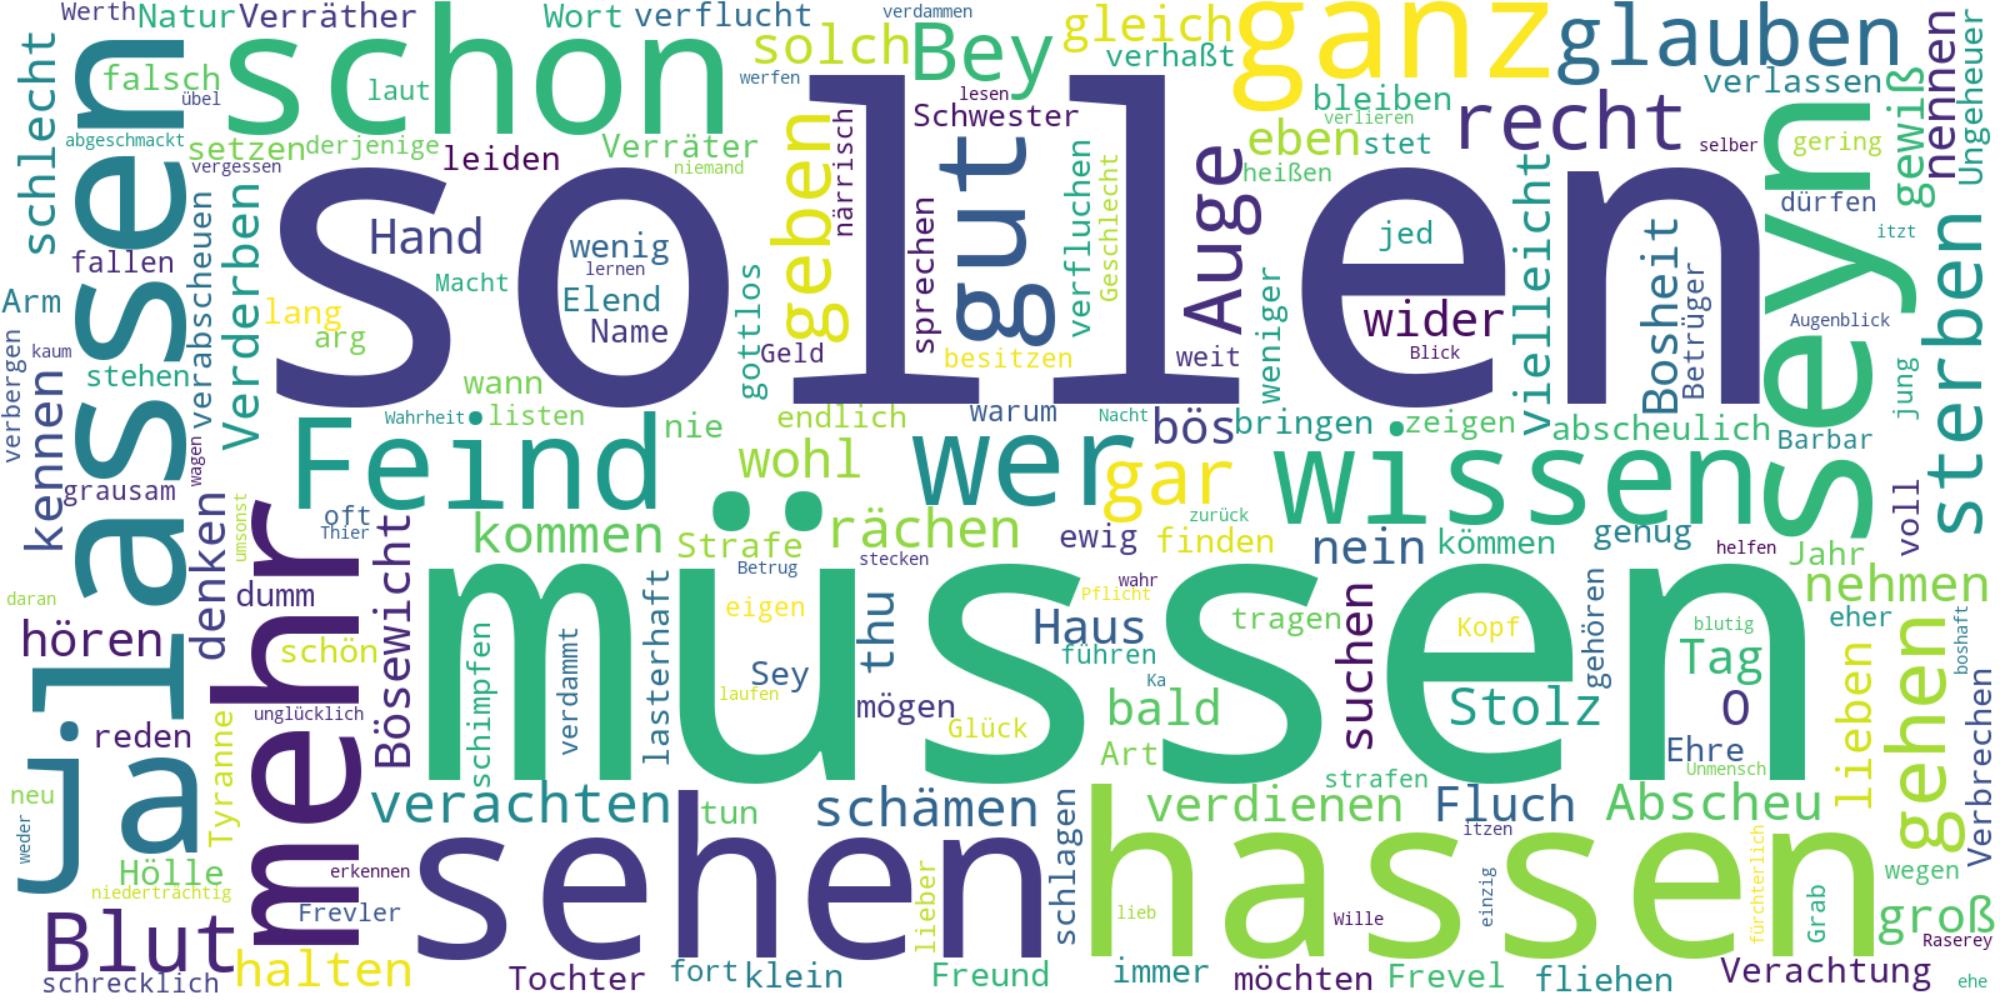 Werth
Natur
Verräther
Wort
verflucht
verdammen
gleich
ganz
glauben
schlecht
lassen
falsch
übel
schon
laut
solch
Bey
werfen
verhaßt
verlassen
nennen
Ungeheuer
abgeschmackt
setzen
derjenige
vergessen
leiden
Verräter
niemand
närrisch
lesen
Schwester
bleiben
verlieren
eben
stet
heißen
recht
selber
gering
gewiß
seyn
dürfen
itzt
fallen
verabscheuen
Verderben
sollen
Hand
Macht
wenig
lernen
Elend
Name
lang
arg
gottlos
geben
Geld
sprechen
gut
besitzen
verfluchen
Geschlecht
Auge
weit
weniger
jed
wider
Blick
vielleicht
Bosheit
Betrüger
Augenblick
jung
sterben
Arm
verbergen
kaum
stehen
kennen
grausam
wagen
wann
Wahrheit
listen
Feind
nie
endlich
wohl
warum
Nacht
wer
gar
bös
bringen
zeigen
abscheulich
Barbar
wissen
voll
denken
umsonst
mehr
oft
Thier
Bösewicht
kommen
Strafe
rächen
ewig
zurück
finden
nein
kömmen
genug
helfen
Jahr
nehmen
daran
hören
dumm
schön
müssen
schimpfen
verdammt
lasterhaft
Betrug
eigen
stecken
Sey
laufen
thu
mögen
wahr
Pflicht
Haus
führen
Ka
Glück
bald
Art
tragen
suchen
Kopf
gehören
Stolz
blutig
Tag
O
Ehre
Unmensch
eher
boshaft
lieben
gehen
Verbrechen
ja
reden
Tyranne
unglücklich
neu
weder
verachten
tun
schämen
schlagen
verdienen
strafen
Fluch
itzen
Abscheu
Hölle
niederträchtig
erkennen
sehen
hassen
wegen
Blut
Frevler
lieber
lieb
Wille
einzig
fürchterlich
Grab
groß
Raserey
schrecklich
halten
Tochter
fort
klein
Freund
immer
möchten
Frevel
fliehen
Verachtung
ehe